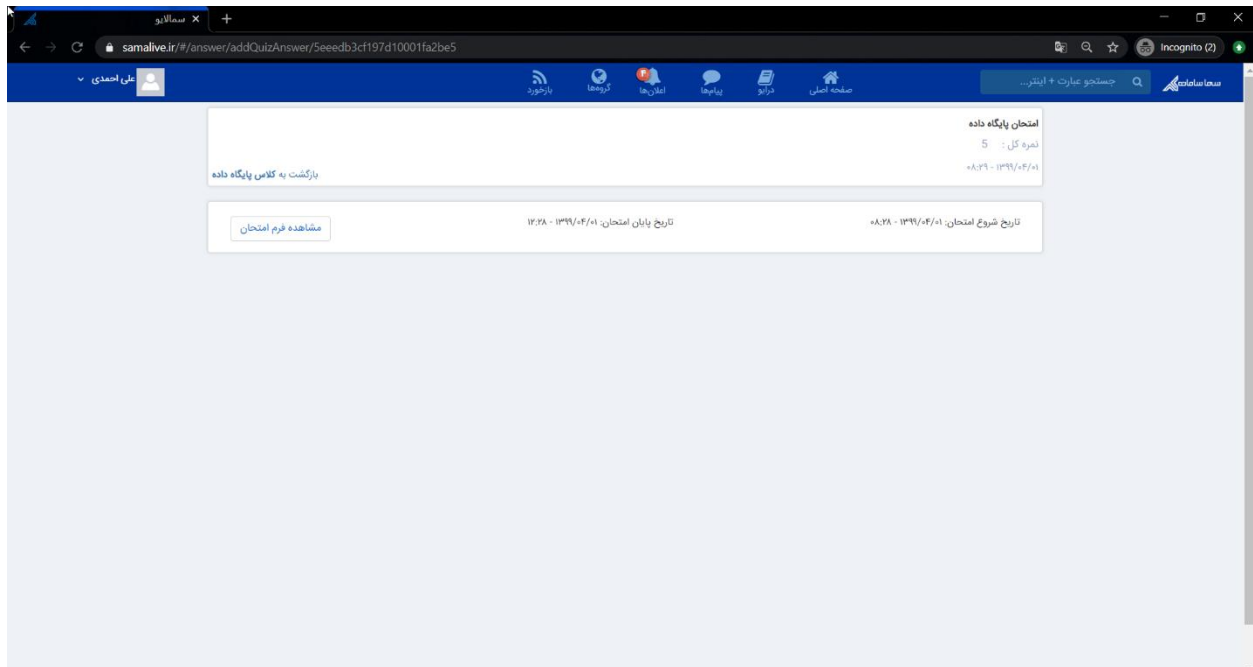 سمالایو
samalive.ir/#/answer/addQuizAnswer/5eeedb3cf197d10001fa2be5
Incognito (2)
سما سامانه
جستجو عبارت + اینتر...
صفحه اصلی
درایو
پیام‌ها
اعلان‌ها
گروه‌ها
بازخورد
علی احمدی
امتحان پایگاه داده
نمره کل : 5
۱۳۹۹/۰۴/۰۱ - ۰۸:۲۹
بازگشت به کلاس پایگاه داده
تاریخ شروع امتحان: ۱۳۹۹/۰۴/۰۱ - ۰۸:۲۸
تاریخ پایان امتحان: ۱۳۹۹/۰۴/۰۱ - ۱۲:۲۸
مشاهده فرم امتحان